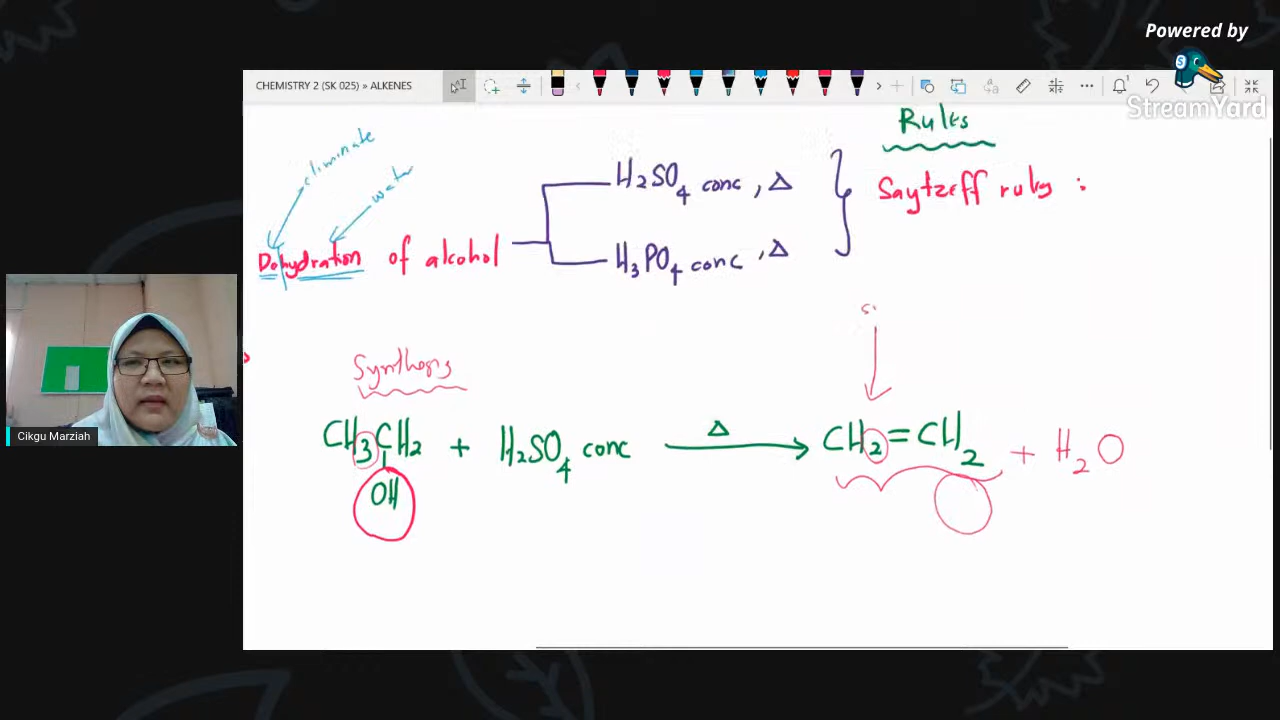 Powered by
StreamYard
CHEMISTRY 2 (SK 025) » ALKENES
Rules
eliminate
water
H2SO4 conc, Δ
Saytzeff rules :
Dehydration of alcohol
H3PO4 conc, Δ
Synthesis
CH3CH2 + H2SO4 conc Δ CH2=CH2 + H2O
OH
Cikgu Marziah